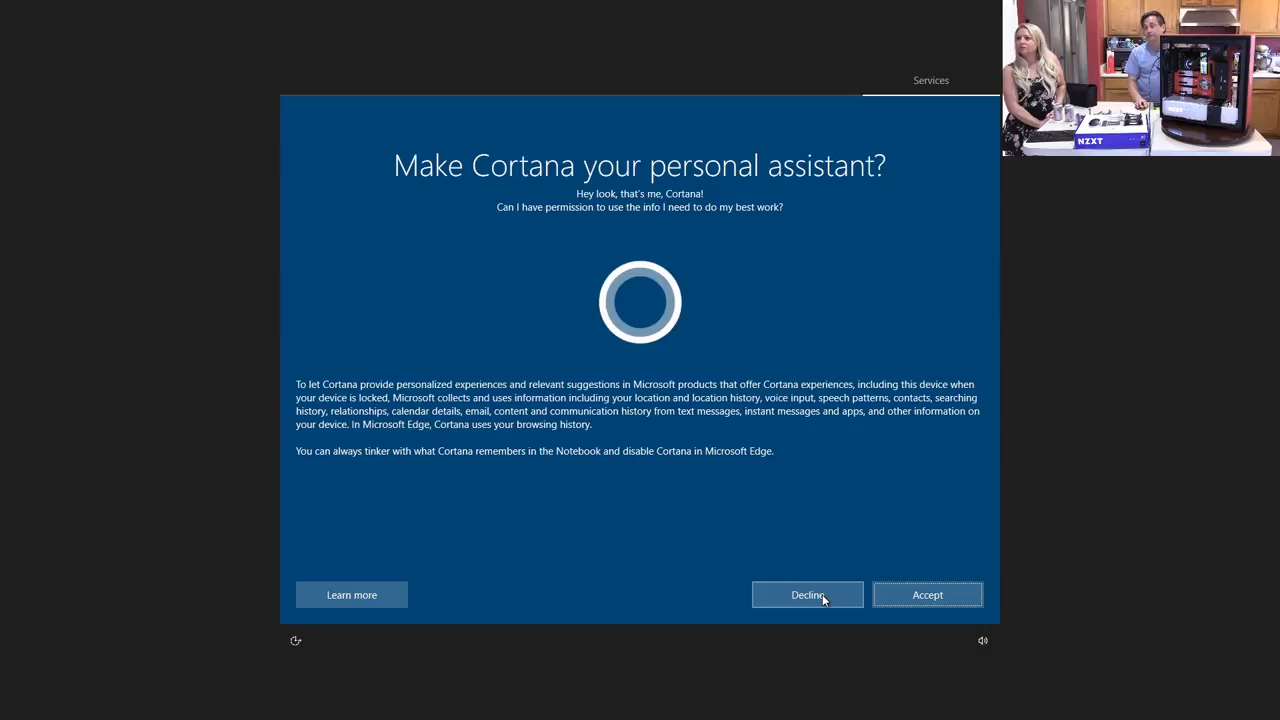 Services
Make Cortana your personal assistant?
Hey look, that's me, Cortana!
Can I have permission to use the info I need to do my best work?
To let Cortana provide personalized experiences and relevant suggestions in Microsoft products that offer Cortana experiences, including this device when
your device is locked, Microsoft collects and uses information including your location and location history, voice input, speech patterns, contacts, searching
history, relationships, calendar details, email, content and communication history from text messages, instant messages and apps, and other information on
your device. In Microsoft Edge, Cortana uses your browsing history.
You can always tinker with what Cortana remembers in the Notebook and disable Cortana in Microsoft Edge.
Learn more
Decline
Accept
NZXT